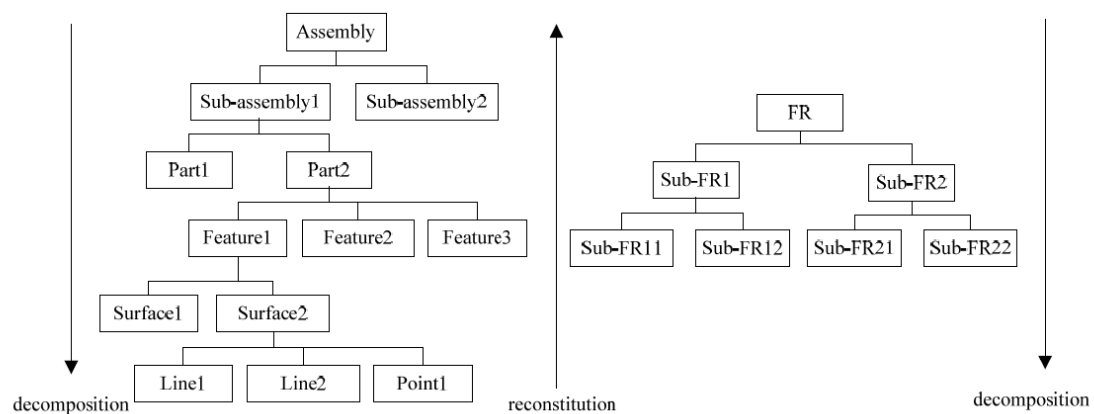 Assembly
Sub-assembly1 Sub-assembly2
Part1 Part2
Feature1 Feature2 Feature3
Surface1 Surface2
Line1 Line2 Point1
decomposition
reconstitution
FR
Sub-FR1 Sub-FR2
Sub-FR11 Sub-FR12 Sub-FR21 Sub-FR22
decomposition